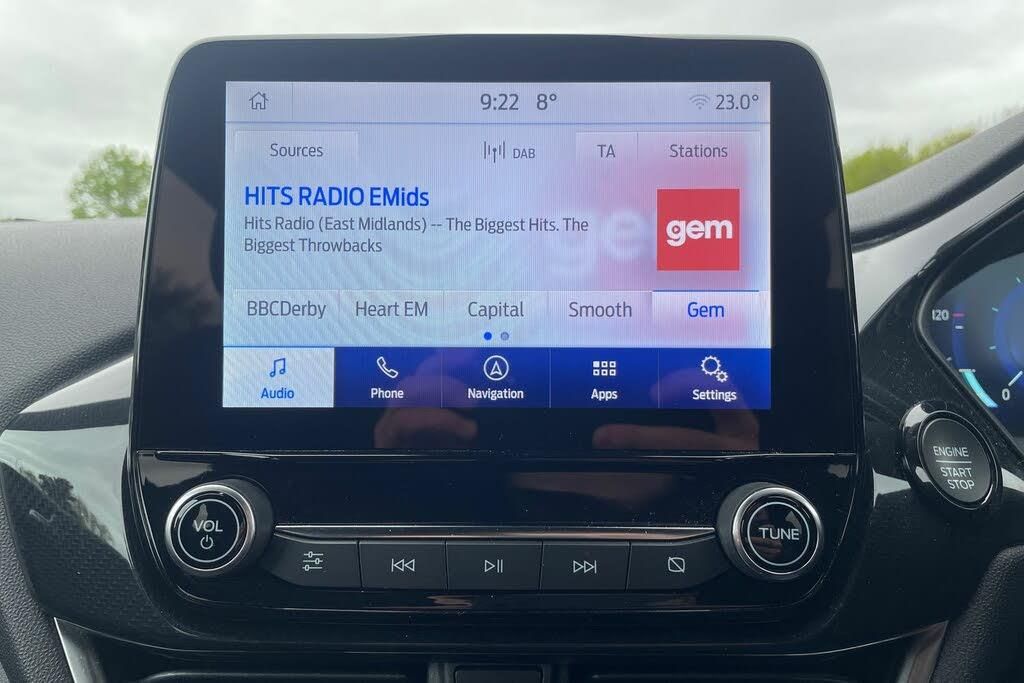 9:22 8° 23.0°
Sources DAB TA Stations
HITS RADIO EMids
Hits Radio (East Midlands) -- The Biggest Hits. The
Biggest Throwbacks
gem
BBCDerby Heart EM Capital Smooth Gem
Audio Phone Navigation Apps Settings
VOL
TUNE
ENGINE
START
STOP
120
0